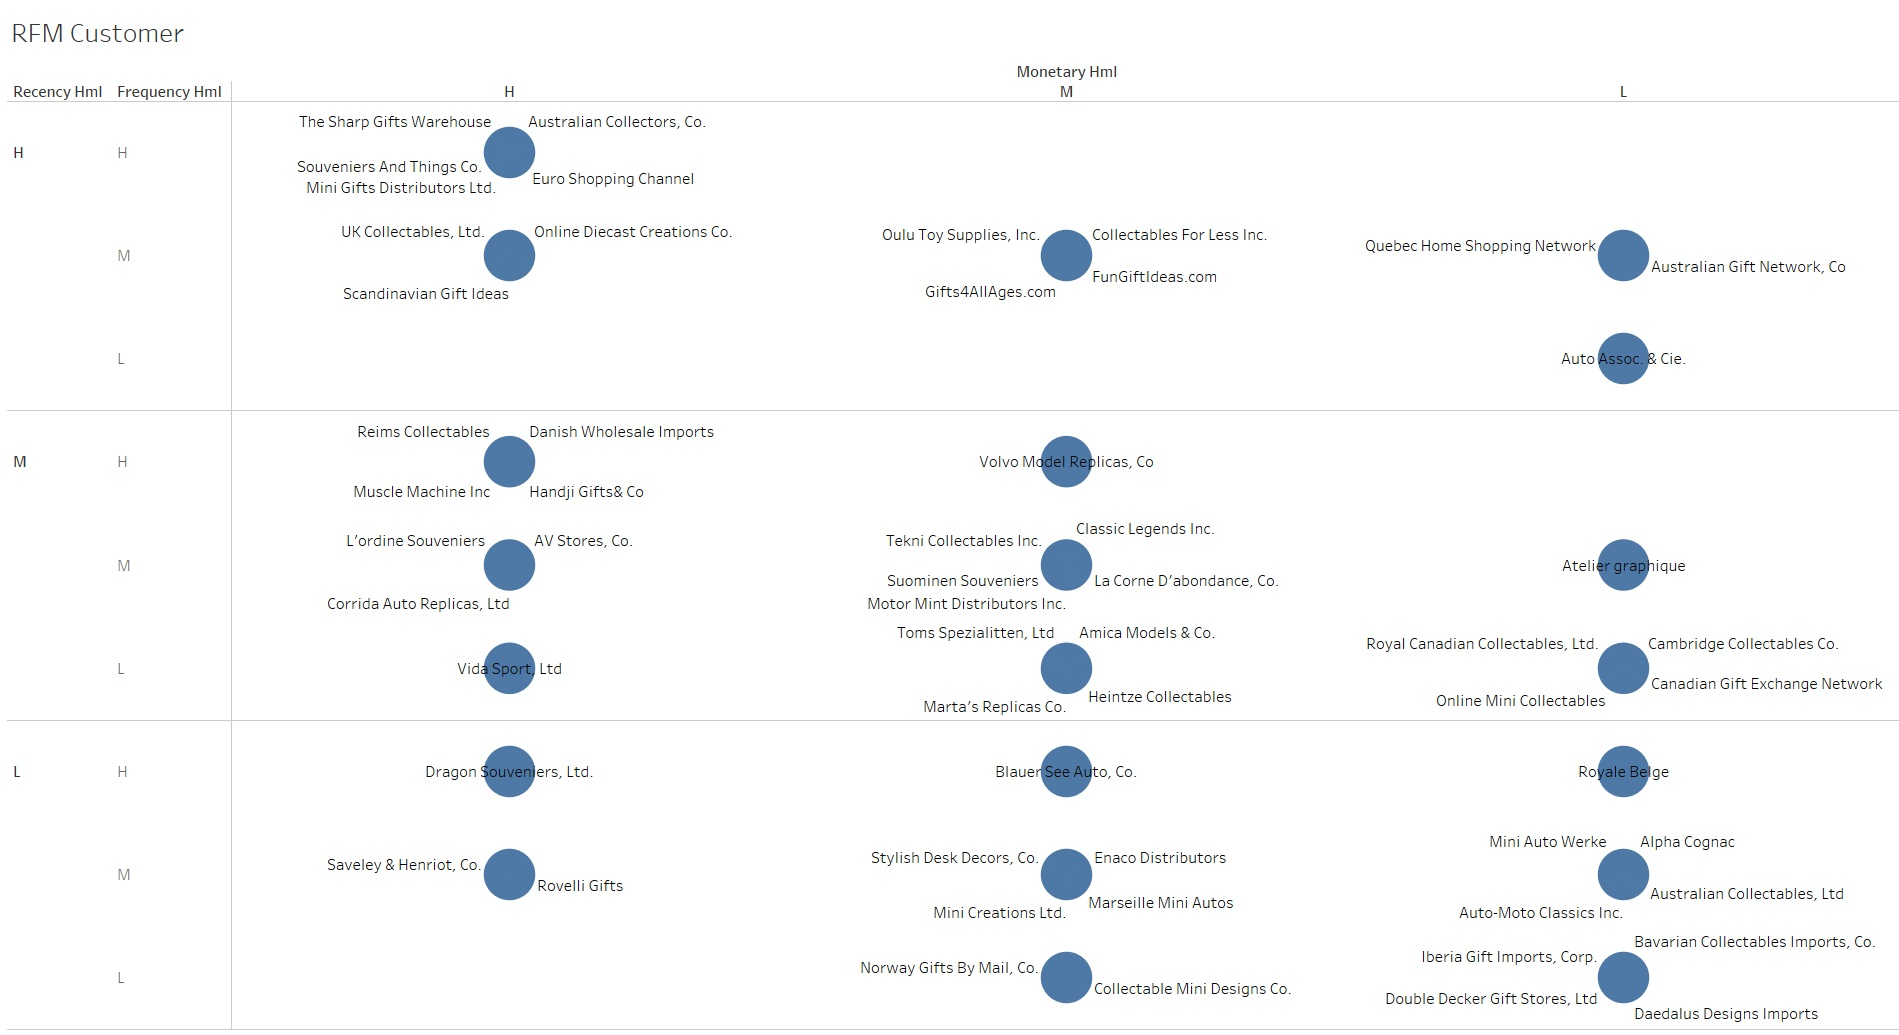 RFM Customer
Monetary Hml
Recency Hml Frequency Hml H M L
The Sharp Gifts Warehouse Australian Collectors, Co.
H H
Souveniers And Things Co.
Euro Shopping Channel
Mini Gifts Distributors Ltd.
UK Collectables, Ltd. Online Diecast Creations Co. Oulu Toy Supplies, Inc. Collectables For Less Inc.
Quebec Home Shopping Network
M
Australian Gift Network, Co
FunGiftIdeas.com
Scandinavian Gift Ideas Gifts4AllAges.com
L Auto Assoc. & Cie.
Reims Collectables Danish Wholesale Imports
M H Volvo Model Replicas, Co
Muscle Machine Inc Handji Gifts& Co
Classic Legends Inc.
L’ordine Souveniers AV Stores, Co. Tekni Collectables Inc.
M Atelier graphique
Suominen Souveniers La Corne D’abondance, Co.
Corrida Auto Replicas, Ltd Motor Mint Distributors Inc.
Toms Spezialitten, Ltd Amica Models & Co.
Royal Canadian Collectables, Ltd. Cambridge Collectables Co.
L Vida Sport, Ltd
Canadian Gift Exchange Network
Heintze Collectables
Marta’s Replicas Co. Online Mini Collectables
L H Dragon Souveniers, Ltd. Blauer See Auto, Co. Royale Belge
Mini Auto Werke Alpha Cognac
Saveley & Henriot, Co. Stylish Desk Decors, Co. Enaco Distributors
M
Rovelli Gifts Australian Collectables, Ltd
Marseille Mini Autos
Mini Creations Ltd. Auto-Moto Classics Inc.
Bavarian Collectables Imports, Co.
Iberia Gift Imports, Corp.
Norway Gifts By Mail, Co.
L
Collectable Mini Designs Co.
Double Decker Gift Stores, Ltd
Daedalus Designs Imports